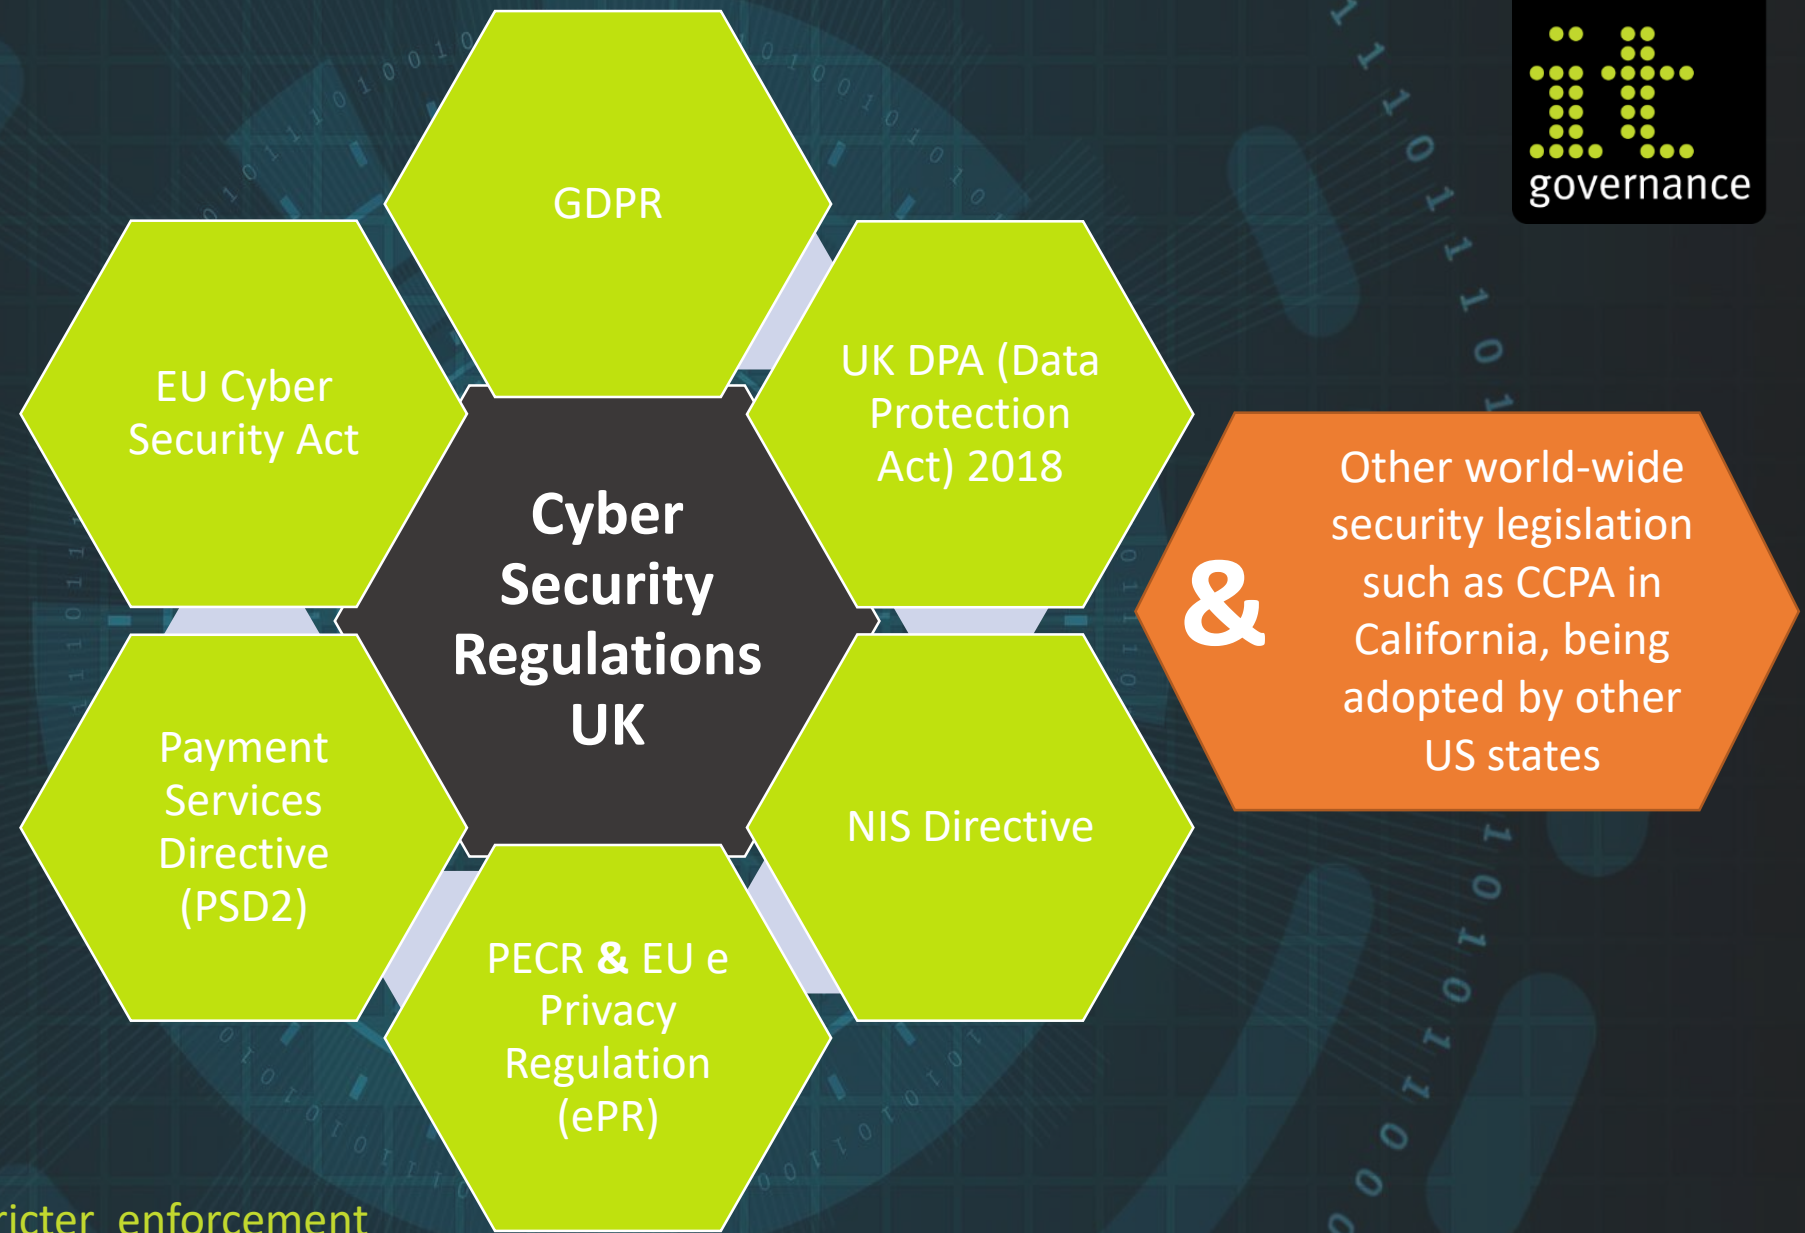 it
governance
GDPR
EU Cyber
Security Act
UK DPA (Data
Protection
Act) 2018
Cyber
Security
Regulations
UK
&
Other world-wide
security legislation
such as CCPA in
California, being
adopted by other
US states
Payment
Services
Directive
(PSD2)
NIS Directive
PECR & EU e
Privacy
Regulation
(ePR)
enforcement